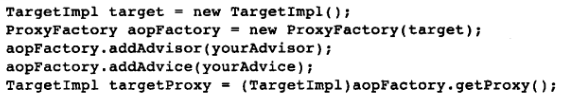 TargetImpl target = new TargetImpl();
ProxyFactory aopFactory = new ProxyFactory(target);
aopFactory.addAdvisor(yourAdvisor);
aopFactory.addAdvice(yourAdvice);
TargetImpl targetProxy = (TargetImpl)aopFactory.getProxy();